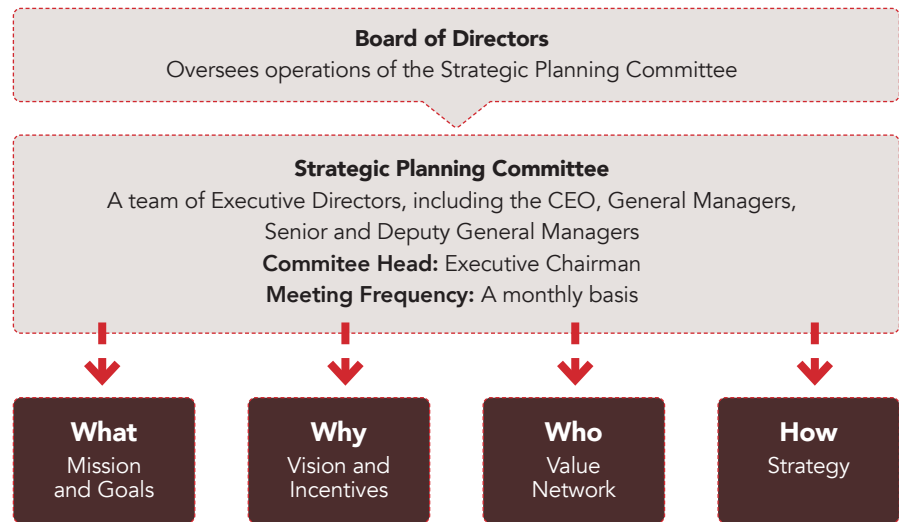 Board of Directors
Oversees operations of the Strategic Planning Committee
Strategic Planning Committee
A team of Executive Directors, including the CEO, General Managers,
Senior and Deputy General Managers
Commitee Head: Executive Chairman
Meeting Frequency: A monthly basis
What
Mission
and Goals
Why
Vision and
Incentives
Who
Value
Network
How
Strategy